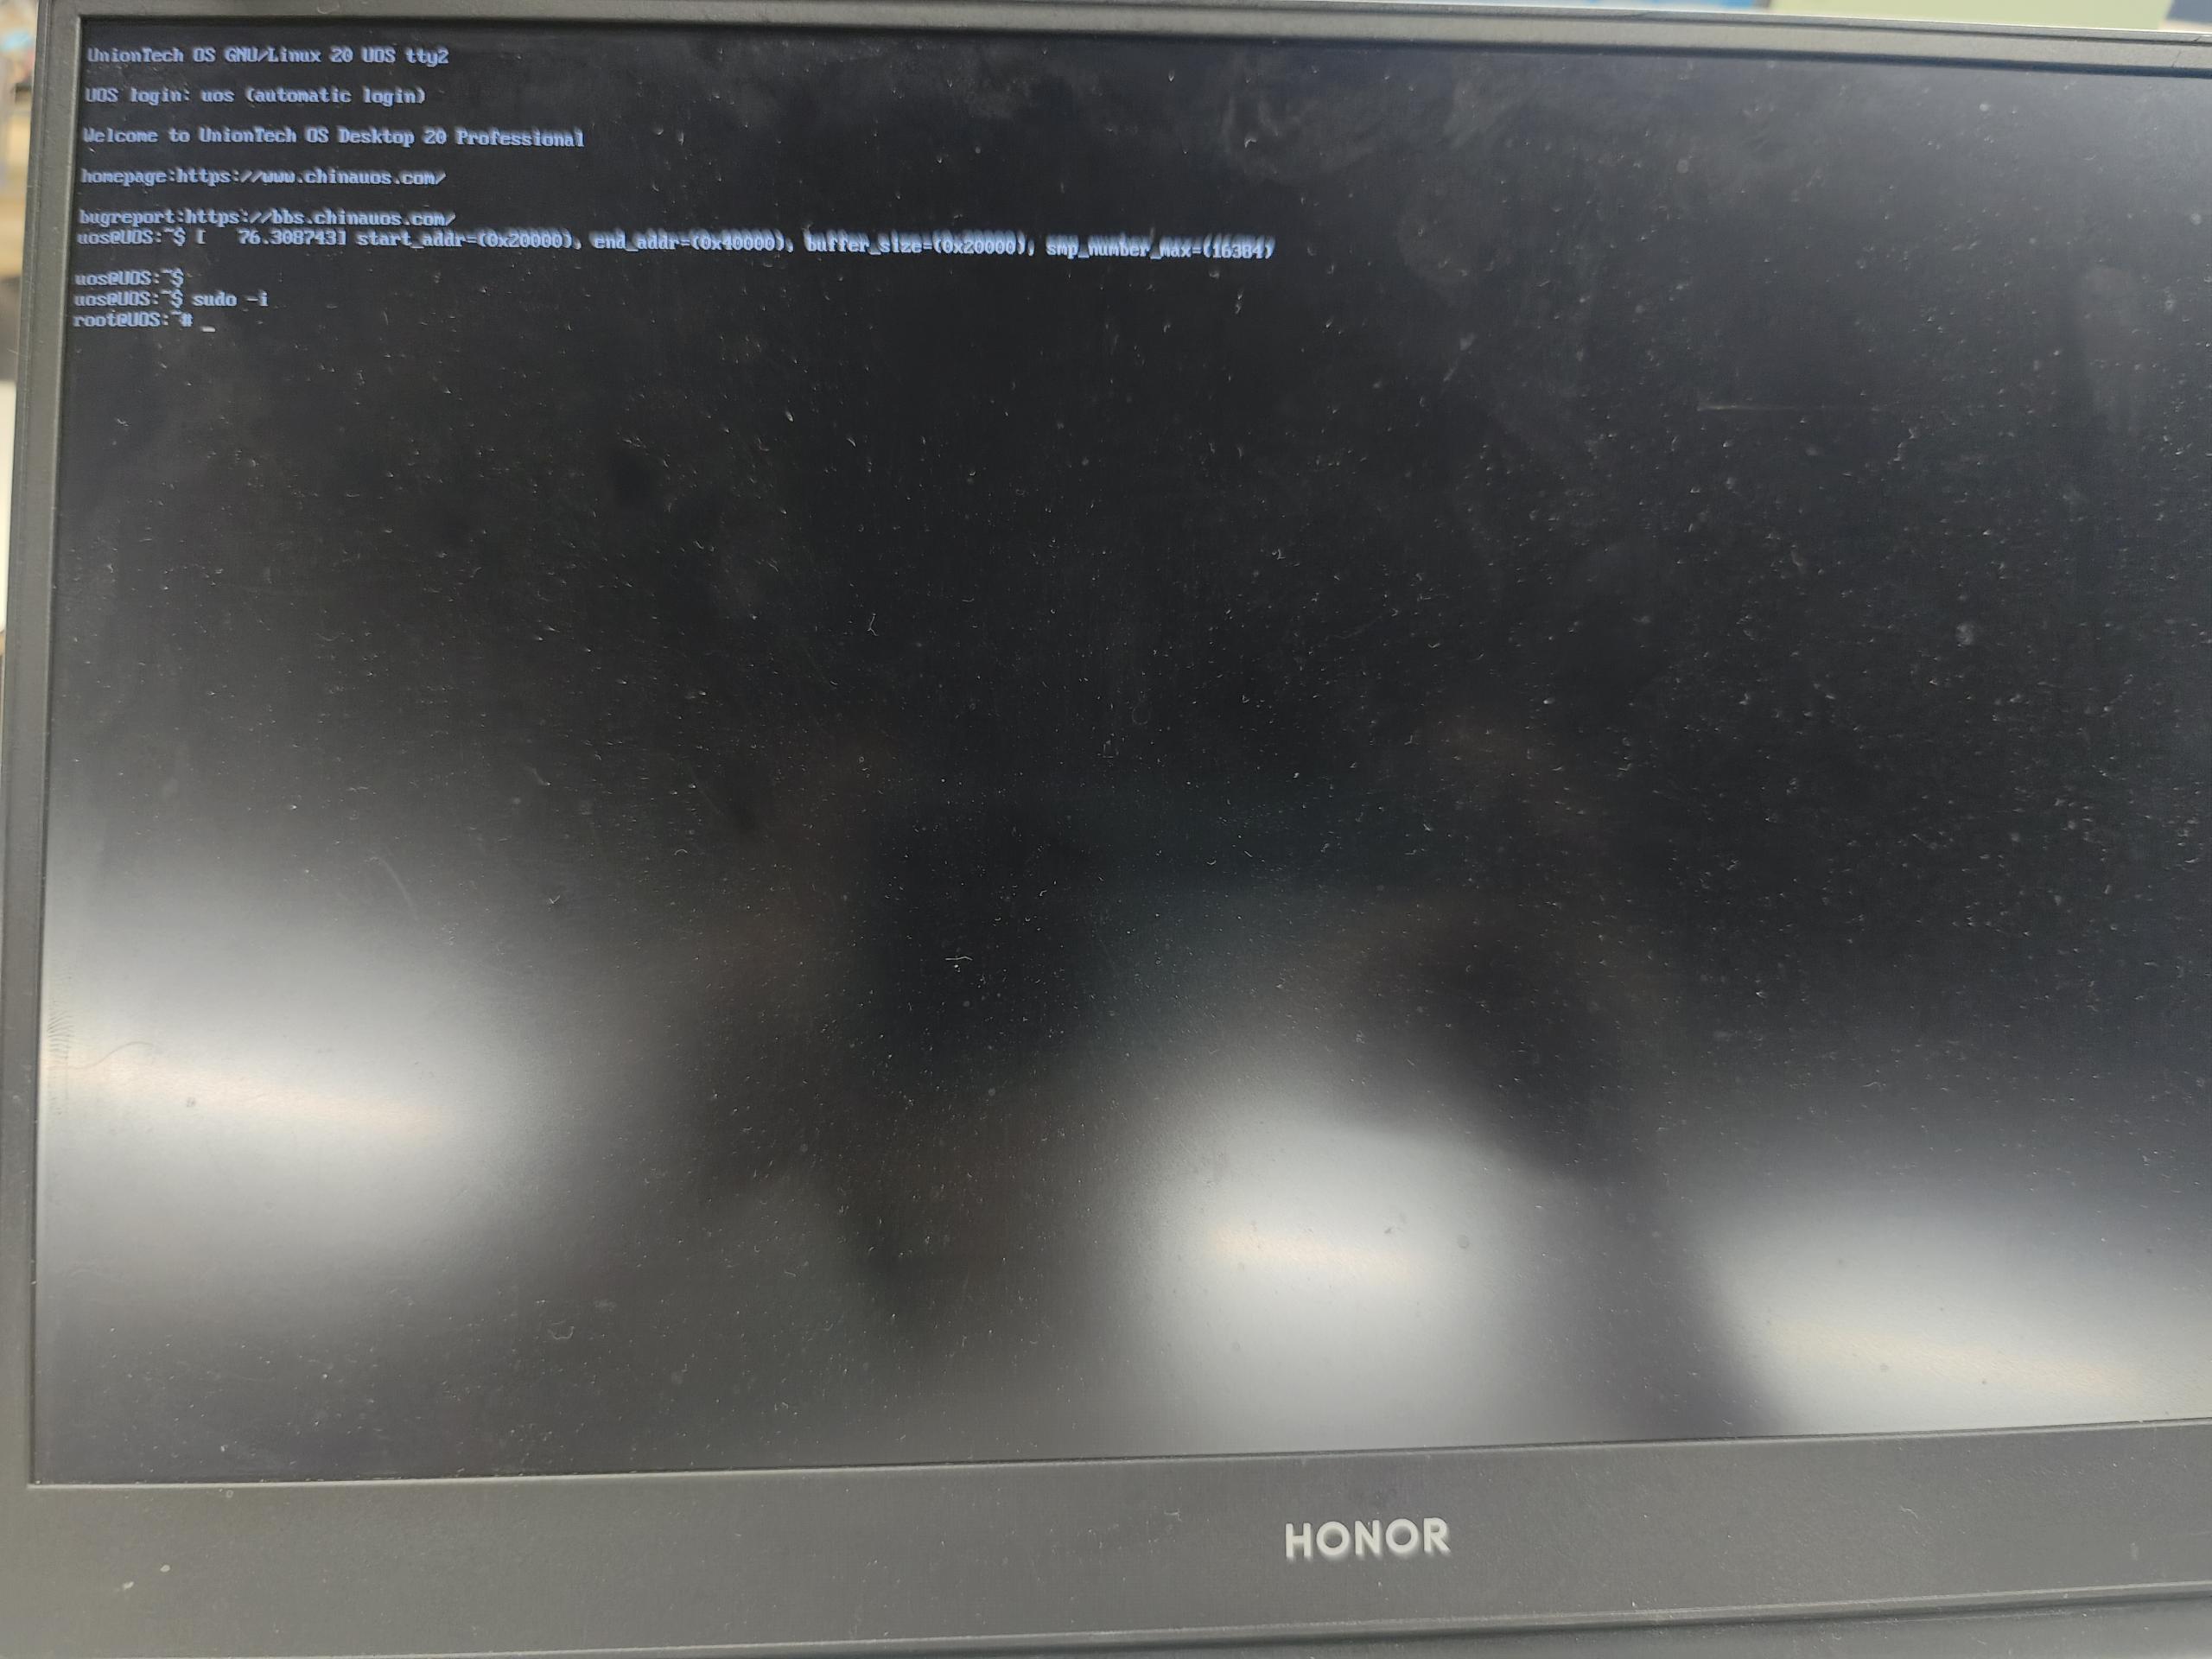 UnionTech OS GNU/Linux 20 UOS tty2
UOS login: uos (automatic login)
Welcome to UnionTech OS Desktop 20 Professional
homepage:https://www.chinauos.com/
bugreport:https://bbs.chinauos.com/
uos@UOS:~$ [   76.308743] start_addr=(0x20000), end_addr=(0x40000), buffer_size=(0x20000), smp_number_max=(16384)
uos@UOS:~$
uos@UOS:~$ sudo -i
root@UOS:~# _
HONOR